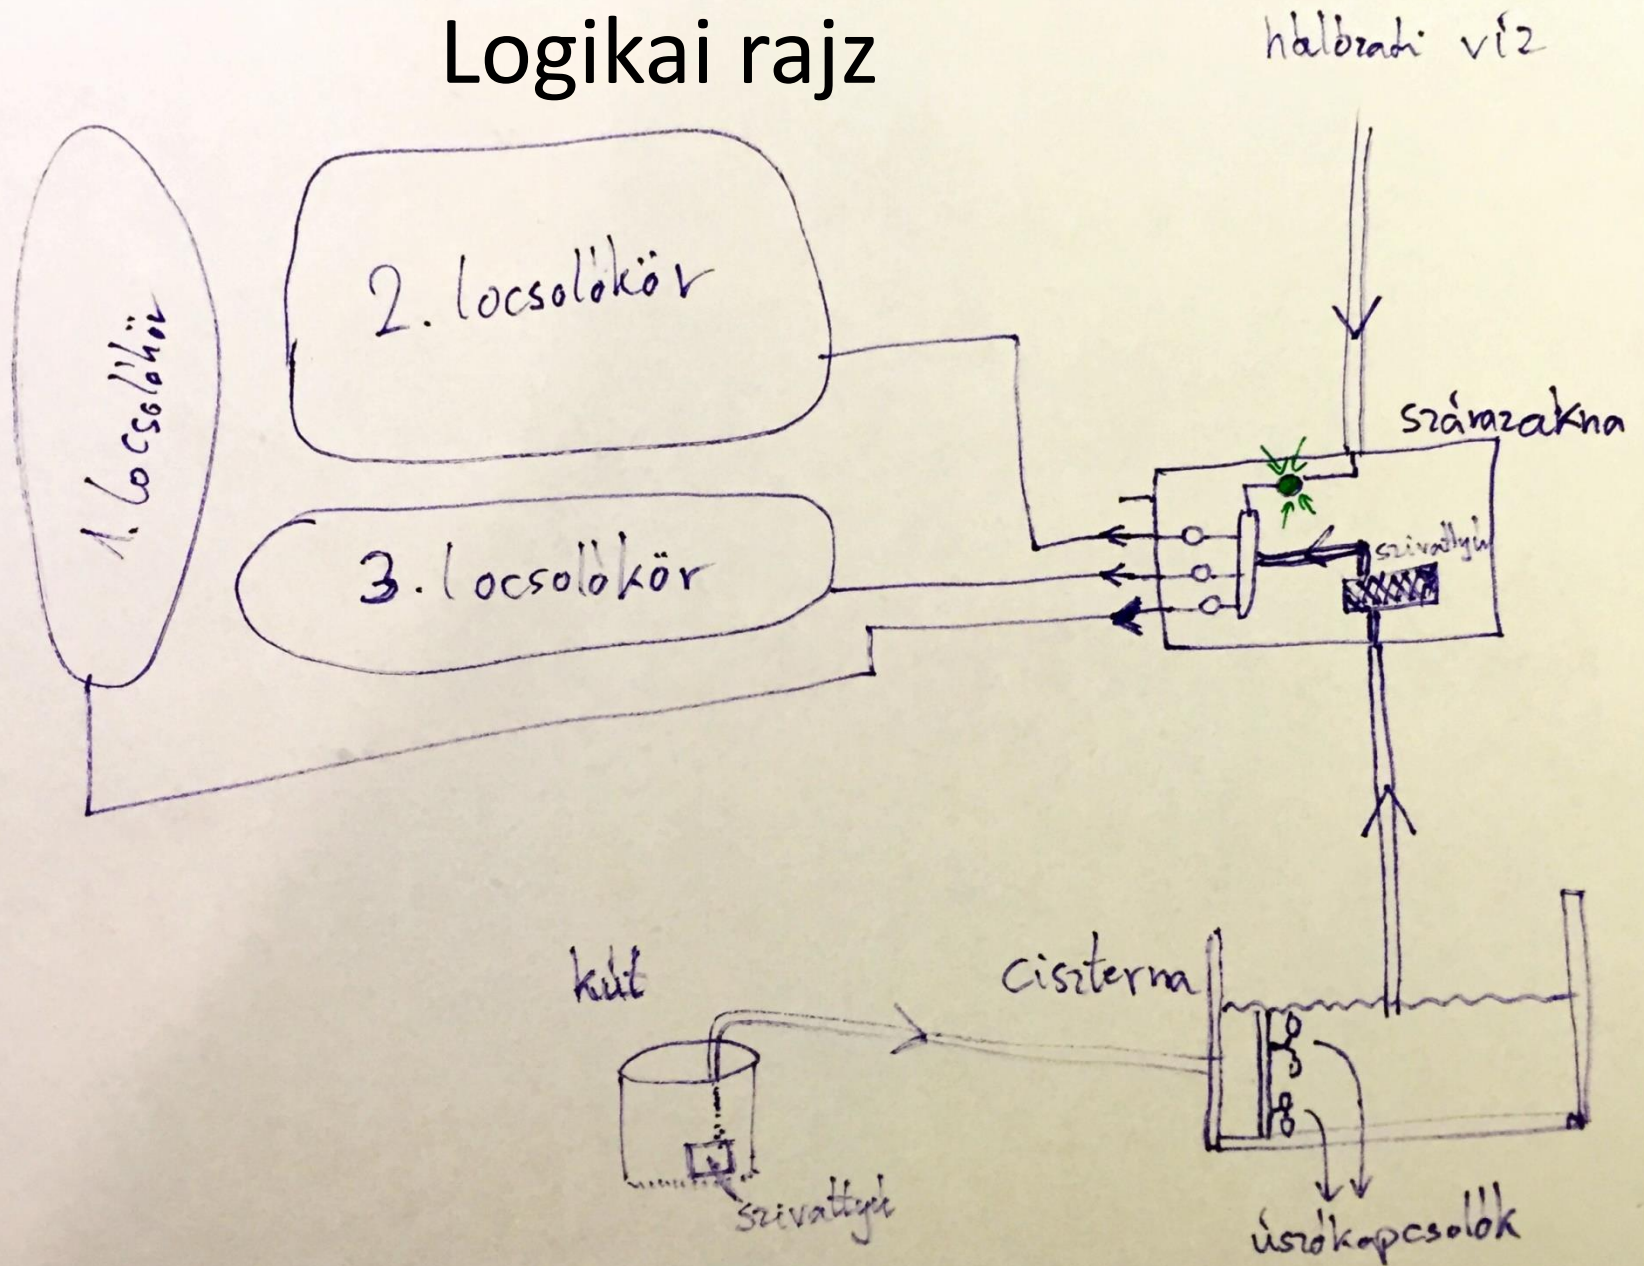 Logikai rajz
hálózati víz
1. locsolókör
2. locsolókör
szárazakna
szivattyú
3. locsolókör
kút
Ciszterna
szivattyú
úszókapcsolók